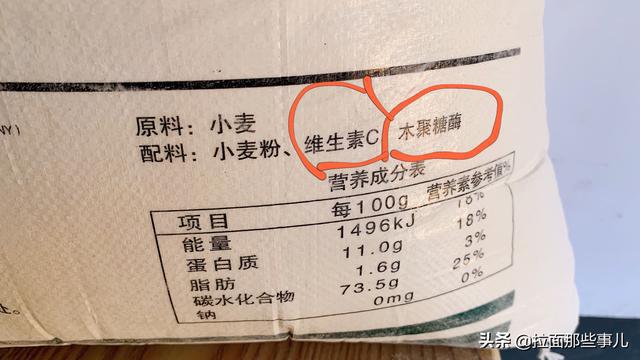 NY)
原料：小麦
配料：小麦粉、维生素C 木聚糖酶
营养成分表
项目 每100g 营养素参考值%
能量 1496kJ 18%
蛋白质 11.0g 18%
脂肪 1.6g 3%
碳水化合物 73.5g 25%
钠 0mg 0%
头条 @拉面那些事儿